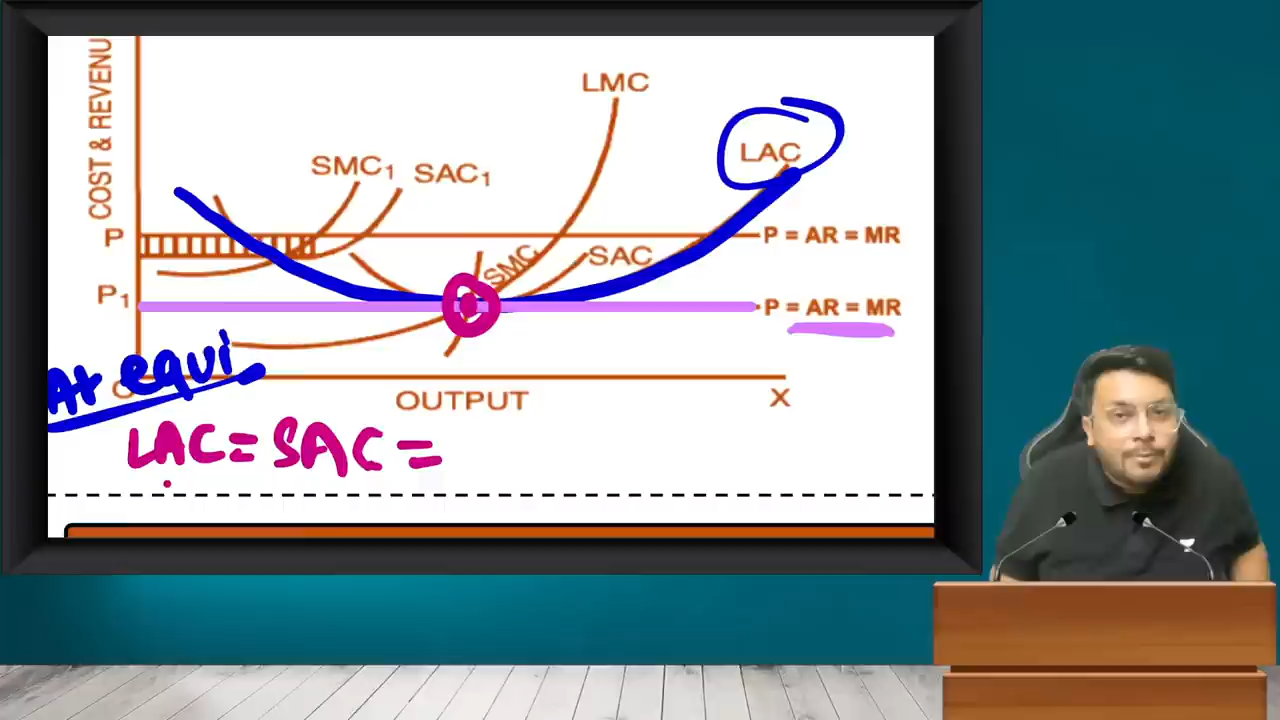 COST & REVENU
LMC
LAC
SMC₁
SAC₁
P
P = AR = MR
SMC
SAC
P₁
P = AR = MR
At equi
O
OUTPUT
X
LAC = SAC =